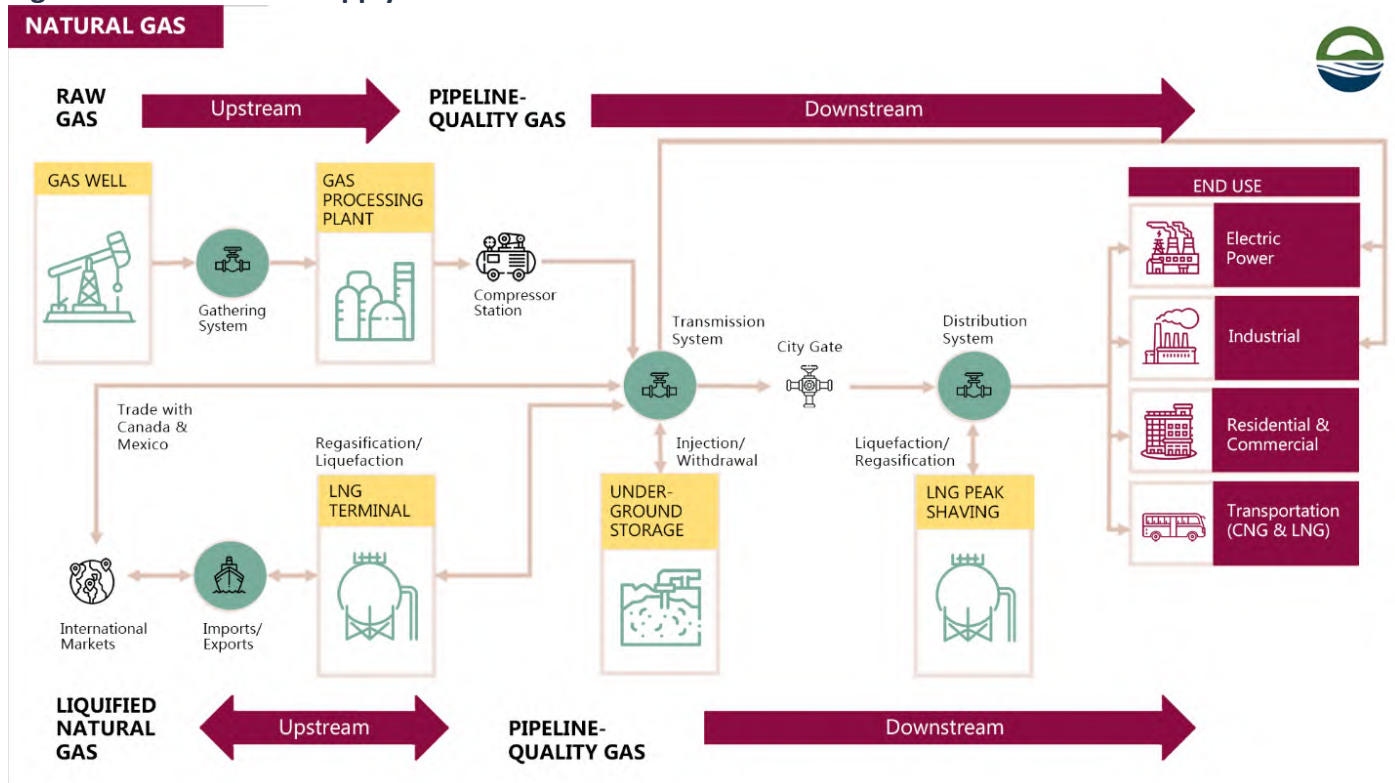 NATURAL GAS
RAW
GAS
Upstream
PIPELINE-
QUALITY GAS
Downstream
GAS WELL
Gathering
System
GAS
PROCESSING
PLANT
Compressor
Station
Transmission
System
City Gate
Distribution
System
END USE
Electric
Power
Industrial
Residential &
Commercial
Transportation
(CNG & LNG)
Trade with
Canada &
Mexico
Regasification/
Liquefaction
Injection/
Withdrawal
Liquefaction/
Regasification
LNG
TERMINAL
UNDER-
GROUND
STORAGE
LNG PEAK
SHAVING
International
Markets
Imports/
Exports
LIQUIFIED
NATURAL
GAS
Upstream
PIPELINE-
QUALITY GAS
Downstream